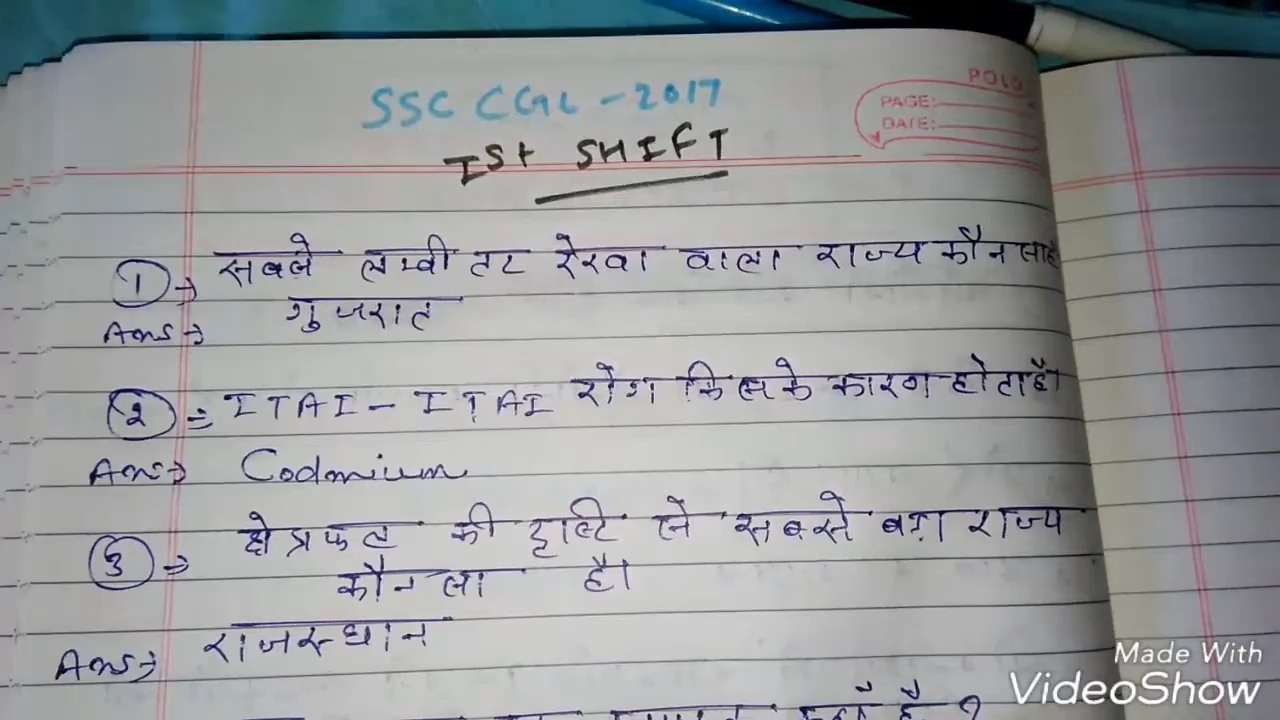 SSC CGL - 2017
Ist SHIFT
POLO
PAGE:
DATE:
① → सबसे लम्बी तट रेखा वाला राज्य कौन सा है
Ans → गुजरात
② → ITAI - ITAI रोग किसके कारण होता है।
Ans → Cadmium
③ → क्षेत्रफल की दृष्टि से सबसे बड़ा राज्य
कौन सा है।
Ans → राजस्थान
Made With
VideoShow